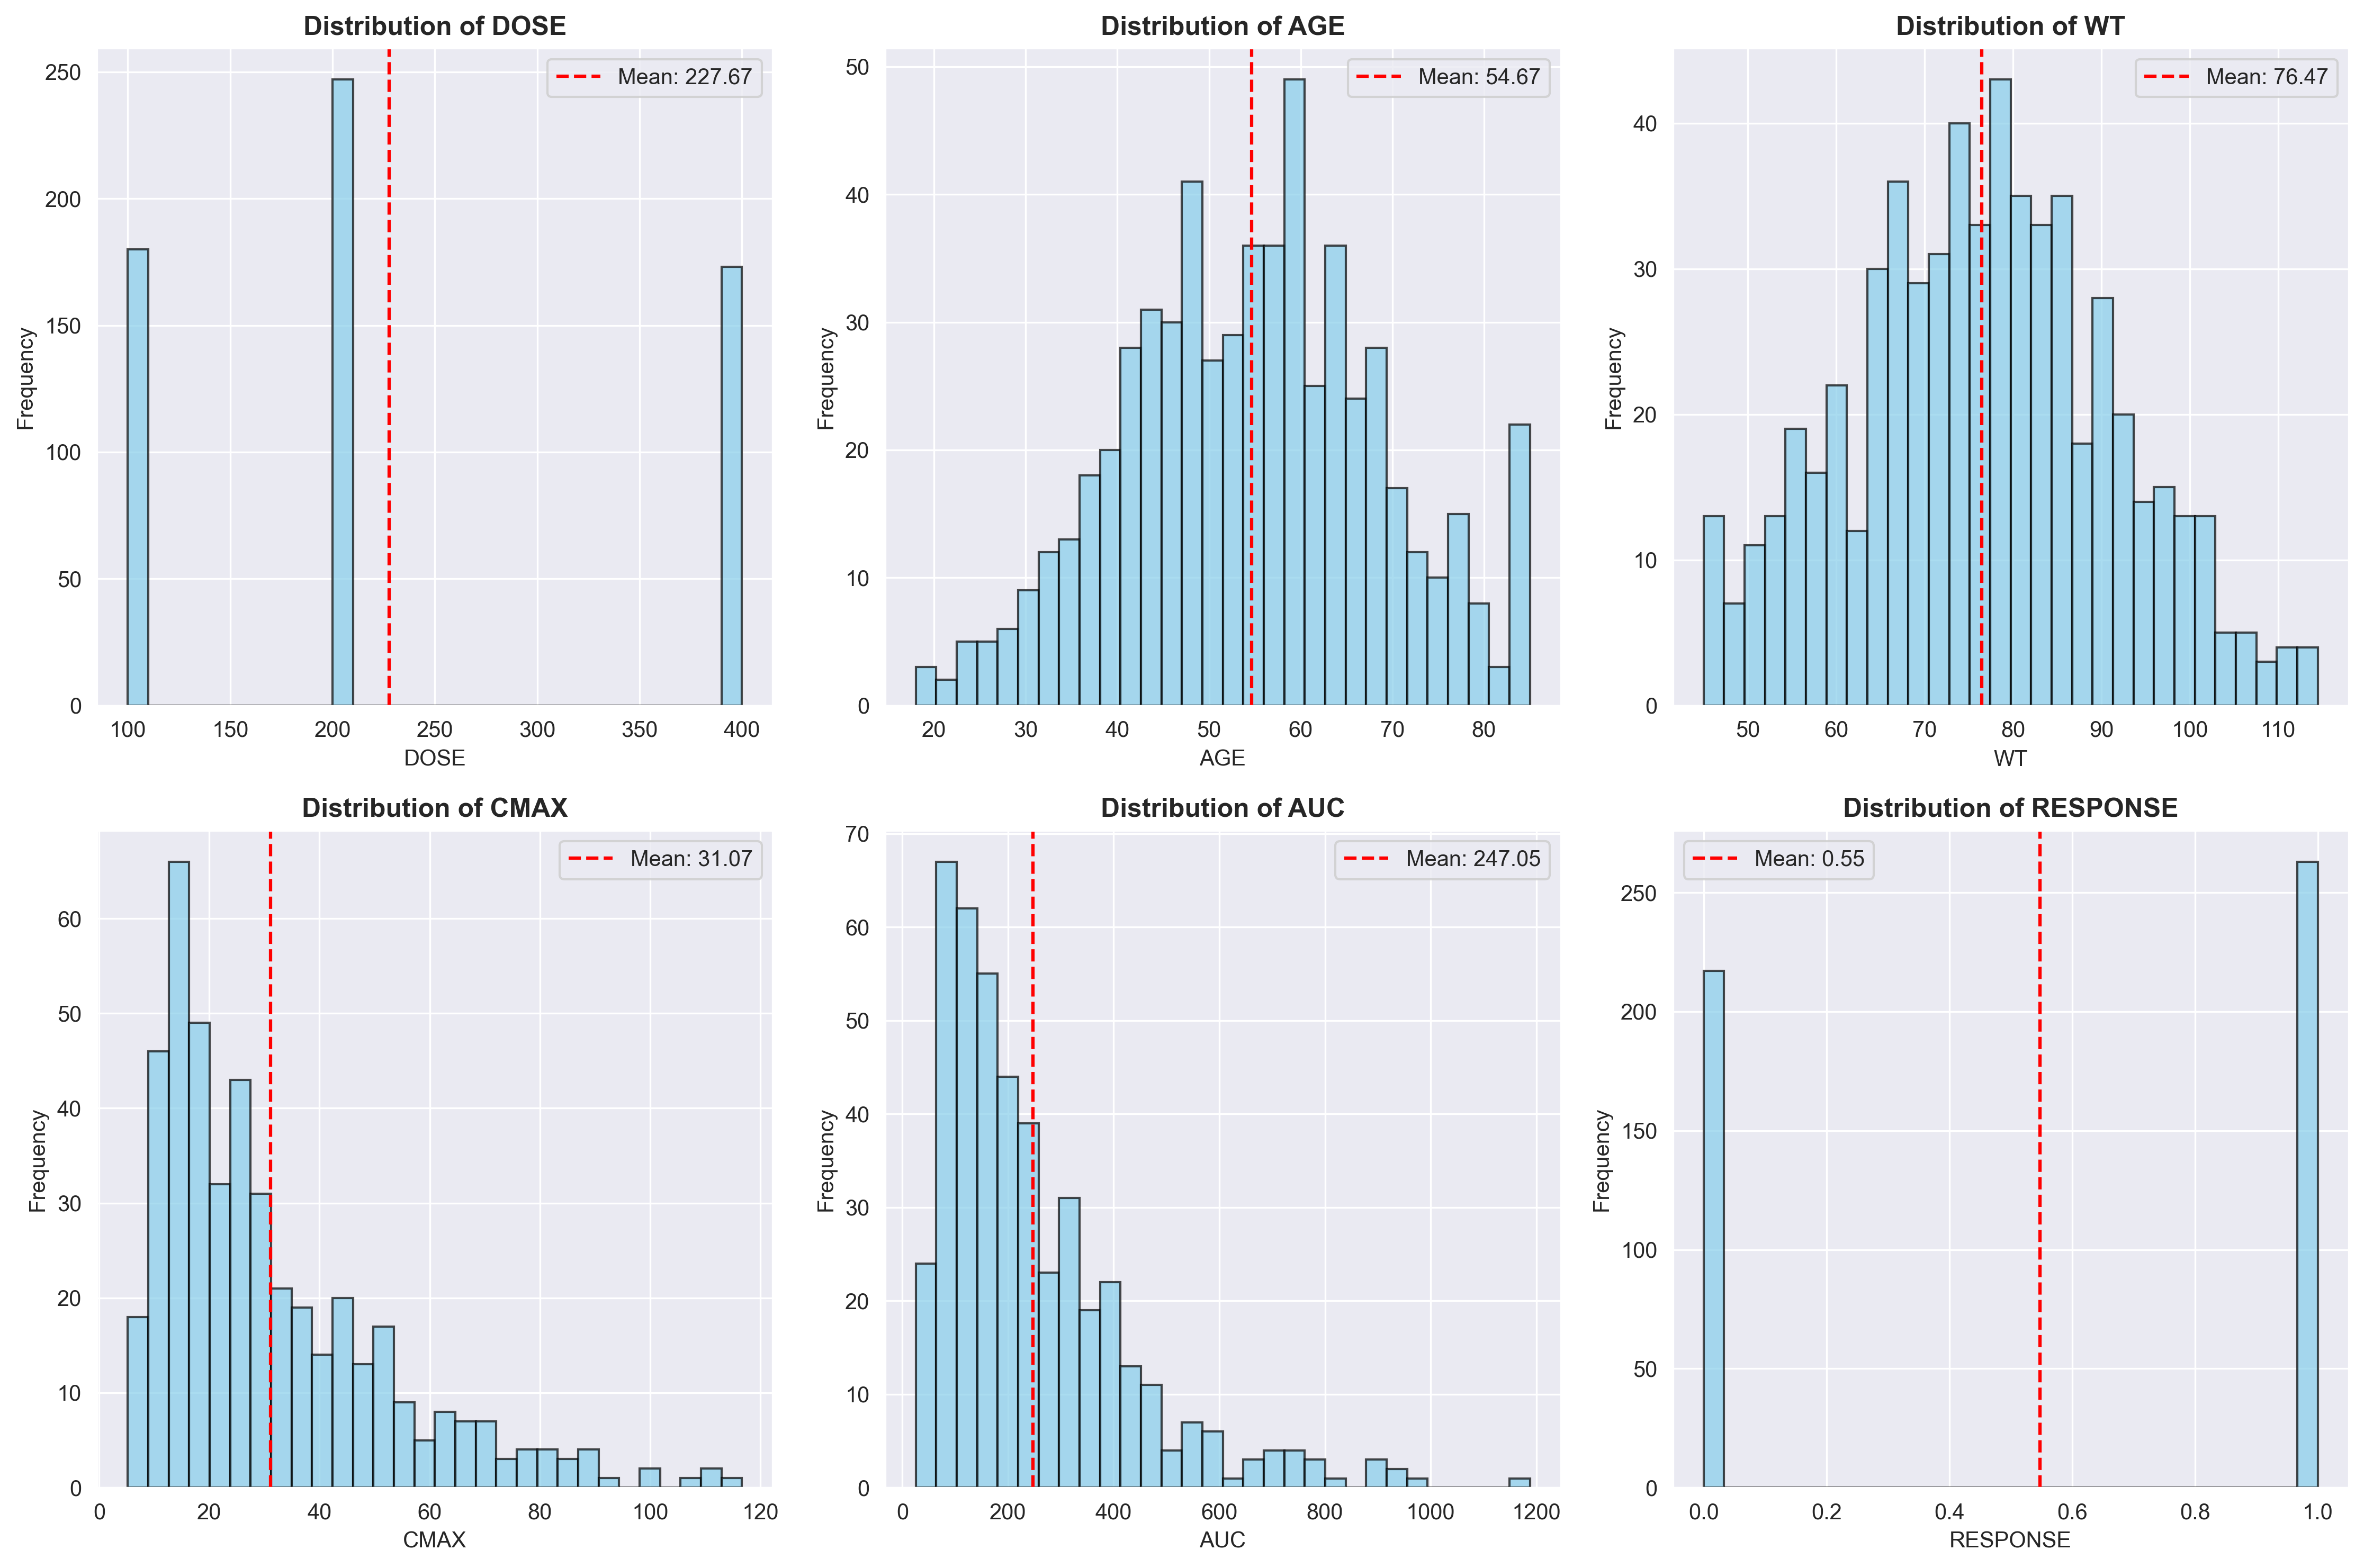 Distribution of DOSE
Mean: 227.67
Frequency
250
200
150
100
50
0
100 150 200 250 300 350 400
DOSE
Distribution of AGE
Mean: 54.67
Frequency
50
40
30
20
10
0
20 30 40 50 60 70 80
AGE
Distribution of WT
Mean: 76.47
Frequency
40
30
20
10
0
50 60 70 80 90 100 110
WT
Distribution of CMAX
Mean: 31.07
Frequency
60
50
40
30
20
10
0
0 20 40 60 80 100 120
CMAX
Distribution of AUC
Mean: 247.05
Frequency
70
60
50
40
30
20
10
0
0 200 400 600 800 1000 1200
AUC
Distribution of RESPONSE
Mean: 0.55
Frequency
250
200
150
100
50
0
0.0 0.2 0.4 0.6 0.8 1.0
RESPONSE